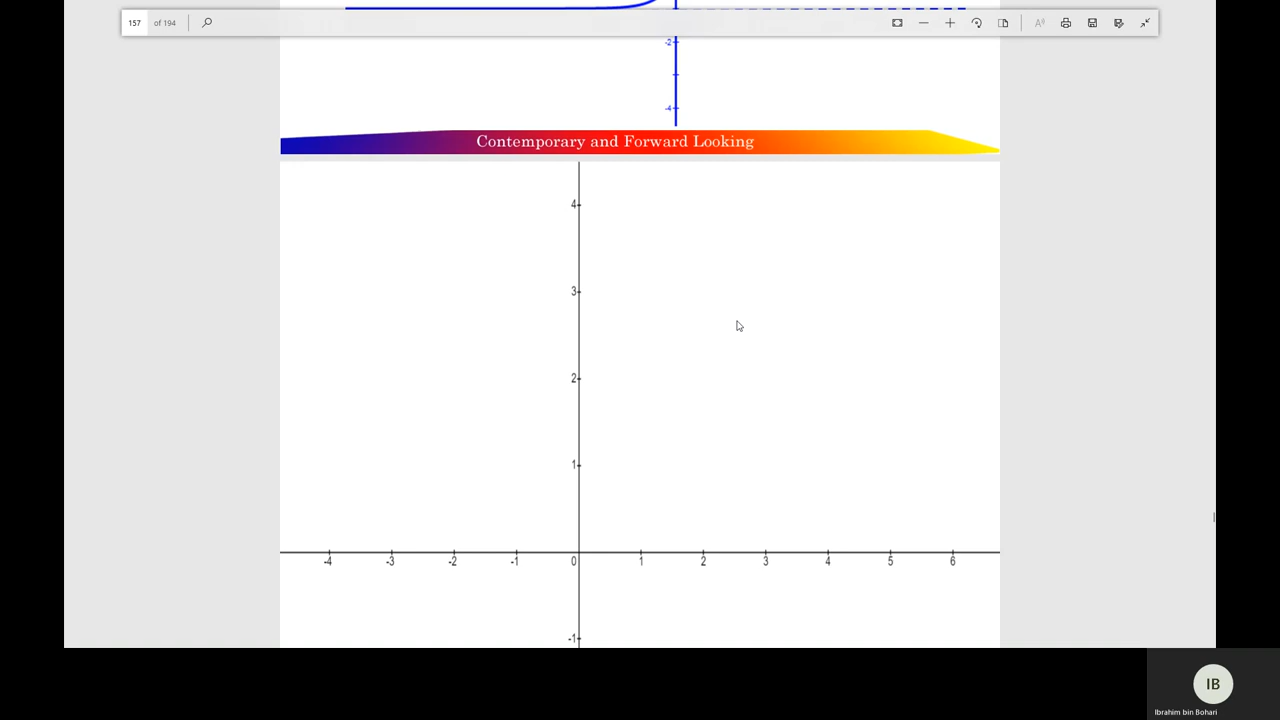 157 of 194
-2
-4
Contemporary and Forward Looking
4
3
2
1
-4 -3 -2 -1 0 1 2 3 4 5 6
-1
IB
Ibrahim bin Bohari